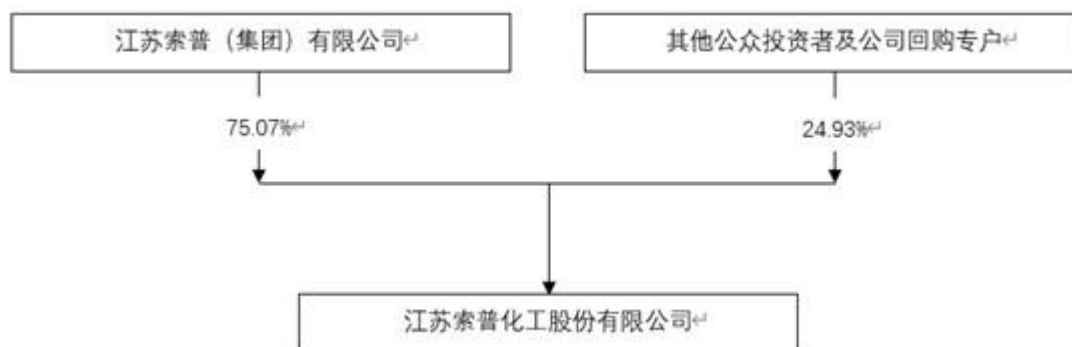 江苏索普（集团）有限公司↵
其他公众投资者及公司回购专户↵
75.07%↵
24.93%↵
江苏索普化工股份有限公司↵